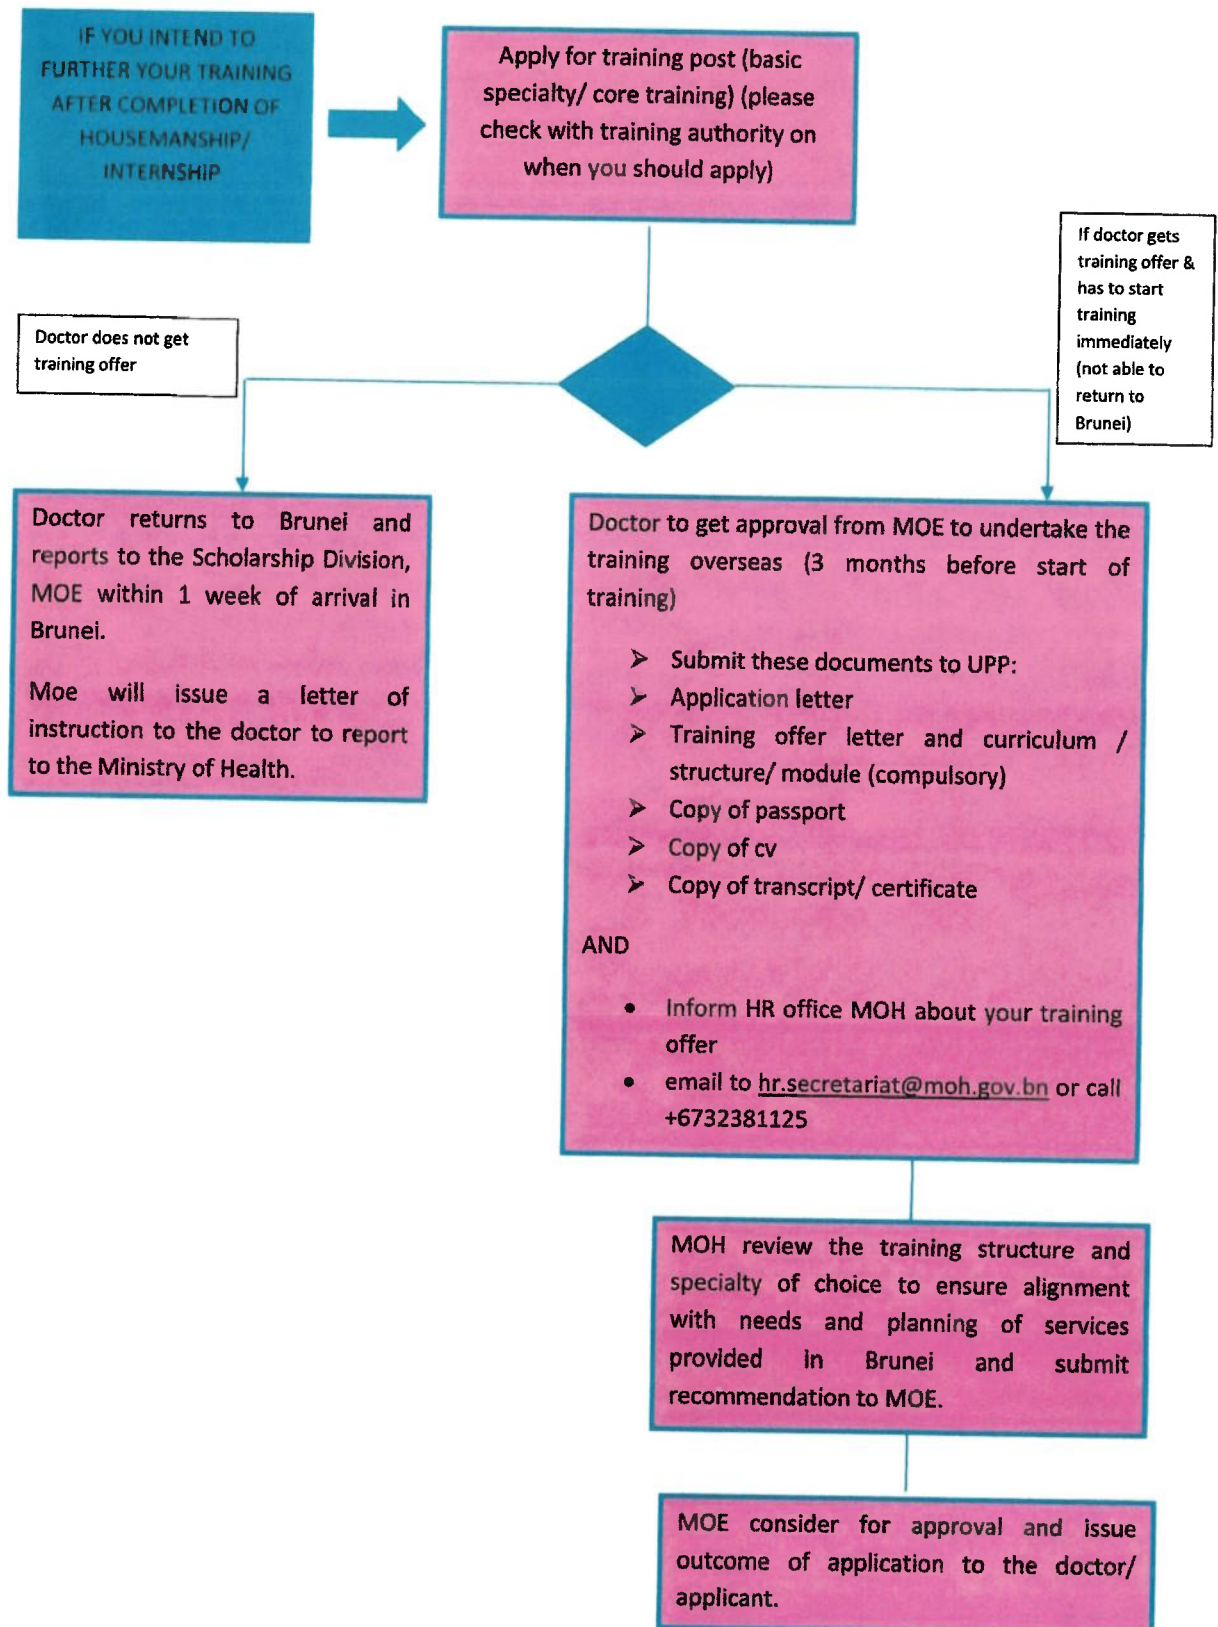 IF YOU INTEND TO
FURTHER YOUR TRAINING
AFTER COMPLETION OF
HOUSEMANSHIP/
INTERNSHIP
Apply for training post (basic
specialty/ core training) (please
check with training authority on
when you should apply)
If doctor gets
training offer &
has to start
training
immediately
(not able to
return to
Brunei)
Doctor does not get
training offer
Doctor returns to Brunei and
reports to the Scholarship Division,
MOE within 1 week of arrival in
Brunei.
Moe will issue a letter of
instruction to the doctor to report
to the Ministry of Health.
Doctor to get approval from MOE to undertake the
training overseas (3 months before start of
training)
➢ Submit these documents to UPP:
➢ Application letter
➢ Training offer letter and curriculum /
structure/ module (compulsory)
➢ Copy of passport
➢ Copy of cv
➢ Copy of transcript/ certificate
AND
• Inform HR office MOH about your training
offer
• email to hr.secretariat@moh.gov.bn or call
+6732381125
MOH review the training structure and
specialty of choice to ensure alignment
with needs and planning of services
provided in Brunei and submit
recommendation to MOE.
MOE consider for approval and issue
outcome of application to the doctor/
applicant.